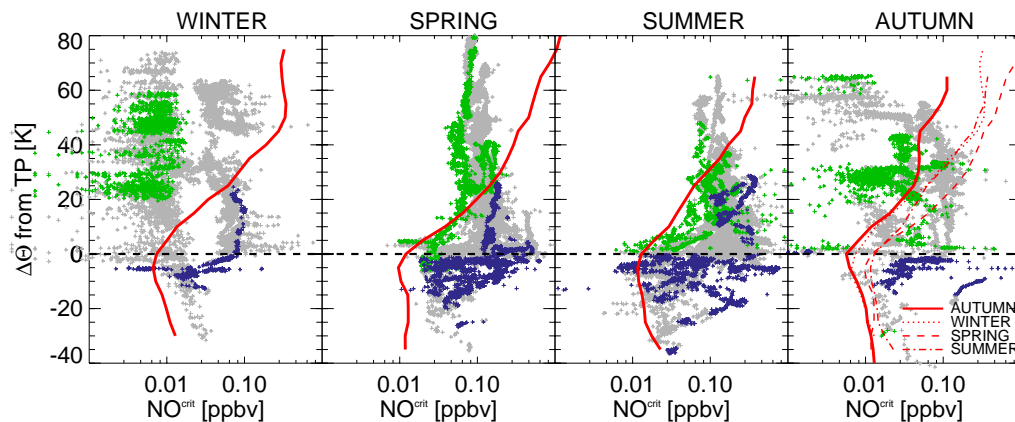 WINTER SPRING SUMMER AUTUMN
80
60
40
20
0
-20
-40
ΔΘ from TP [K]
AUTUMN
WINTER
SPRING
SUMMER
0.01 0.10 0.01 0.10 0.01 0.10 0.01 0.10
NO^crit [ppbv] NO^crit [ppbv] NO^crit [ppbv] NO^crit [ppbv]